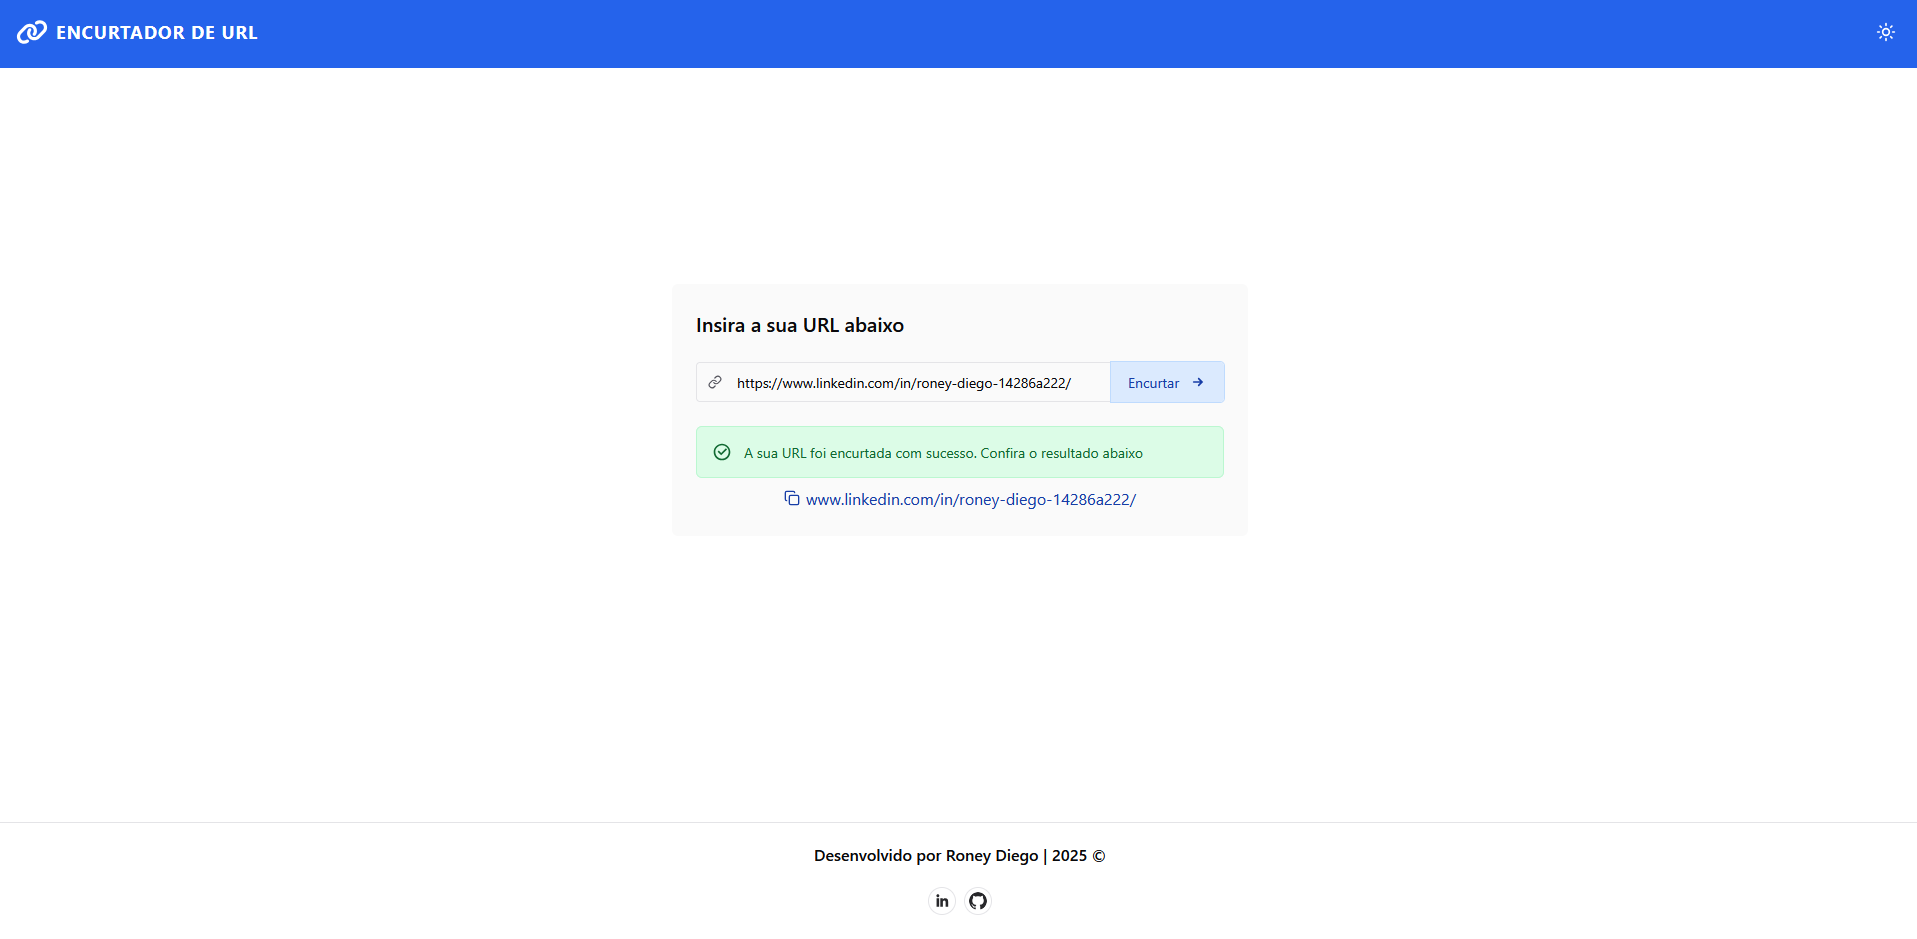 ENCURTADOR DE URL
Insira a sua URL abaixo
https://www.linkedin.com/in/roney-diego-14286a222/
Encurtar
A sua URL foi encurtada com sucesso. Confira o resultado abaixo
www.linkedin.com/in/roney-diego-14286a222/
Desenvolvido por Roney Diego | 2025 ©
in